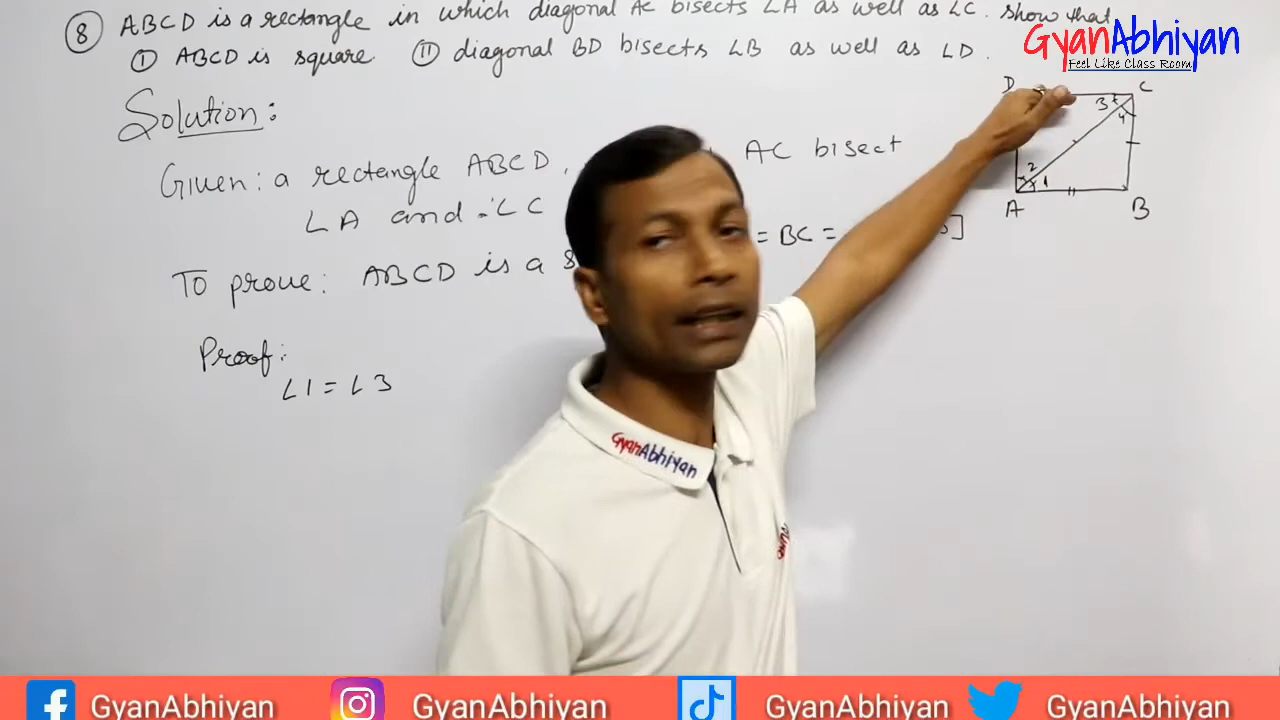 ⑧ ABCD is a rectangle in which diagonal AC bisects ∠A as well as ∠C. show that
① ABCD is square. ⑪ diagonal BD bisects ∠B as well as ∠D.
GyanAbhiyan
Feel Like Class Room
Solution:
D C
3 4
2 1
A B
Given: a rectangle ABCD, AC bisect
∠A and ∠C
To prove: ABCD is a = BC =
Proof:
∠1 = ∠3
GyanAbhiyan
GyanAbhiyan GyanAbhiyan GyanAbhiyan GyanAbhiyan